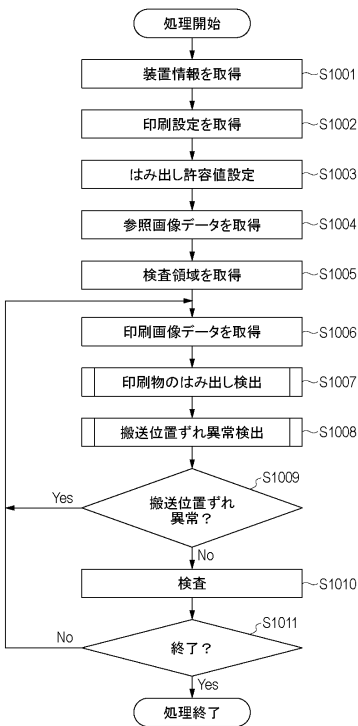 処理開始
装置情報を取得
S1001
印刷設定を取得
S1002
はみ出し許容値設定
S1003
参照画像データを取得
S1004
検査領域を取得
S1005
印刷画像データを取得
S1006
印刷物のはみ出し検出
S1007
搬送位置ずれ異常検出
S1008
S1009
Yes
搬送位置ずれ
異常？
No
検査
S1010
S1011
No
終了？
Yes
処理終了